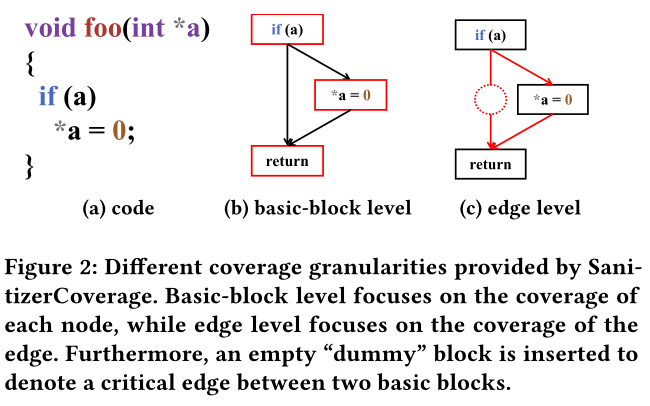 void foo(int *a)
{
if (a)
*a = 0;
}
(a) code
if (a)
*a = 0
return
(b) basic-block level
if (a)
*a = 0
return
(c) edge level
Figure 2: Different coverage granularities provided by Sani-
tizerCoverage. Basic-block level focuses on the coverage of
each node, while edge level focuses on the coverage of the
edge. Furthermore, an empty “dummy” block is inserted to
denote a critical edge between two basic blocks.